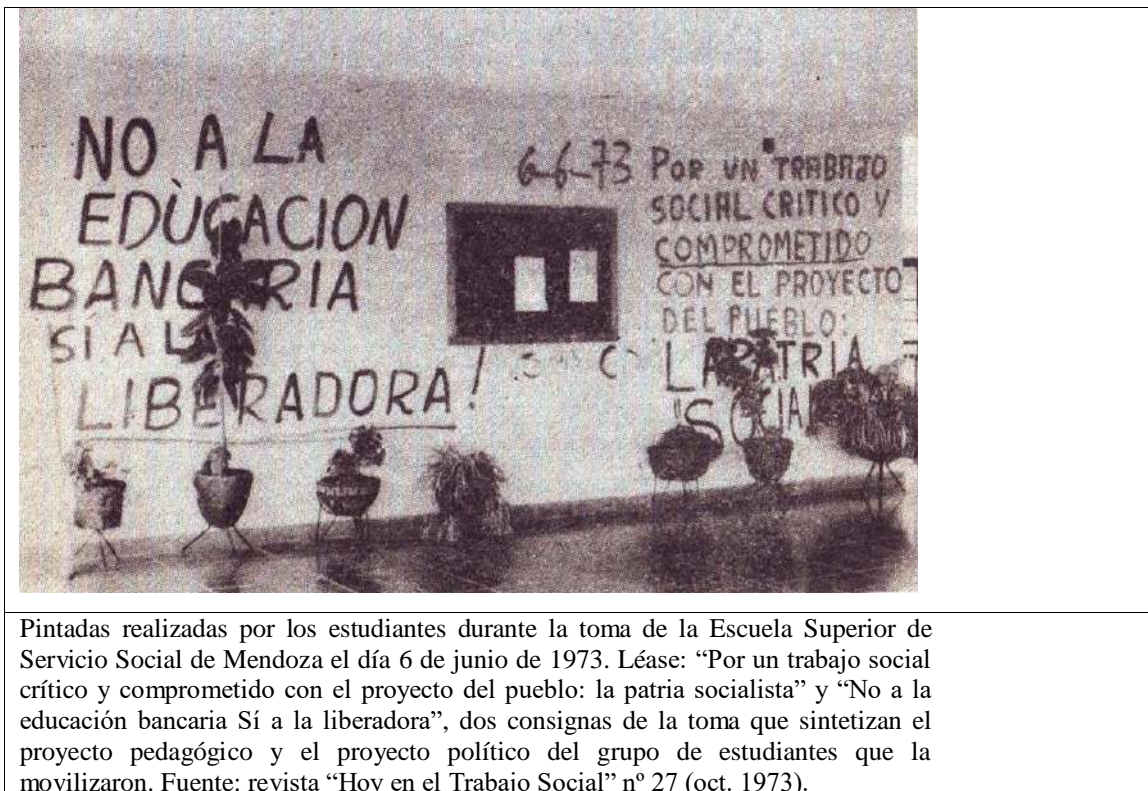 NO A LA
EDUCACION
BANCARIA
SÍ A LA
LIBERADORA!
6-6-73
POR UN TRABAJO
SOCIAL CRITICO Y
COMPROMETIDO
CON EL PROYECTO
DEL PUEBLO:
LA PATRIA
Pintadas realizadas por los estudiantes durante la toma de la Escuela Superior de
Servicio Social de Mendoza el día 6 de junio de 1973. Léase: “Por un trabajo social
crítico y comprometido con el proyecto del pueblo: la patria socialista” y “No a la
educación bancaria Sí a la liberadora”, dos consignas de la toma que sintetizan el
proyecto pedagógico y el proyecto político del grupo de estudiantes que la
movilizaron. Fuente: revista “Hoy en el Trabajo Social” nº 27 (oct. 1973).